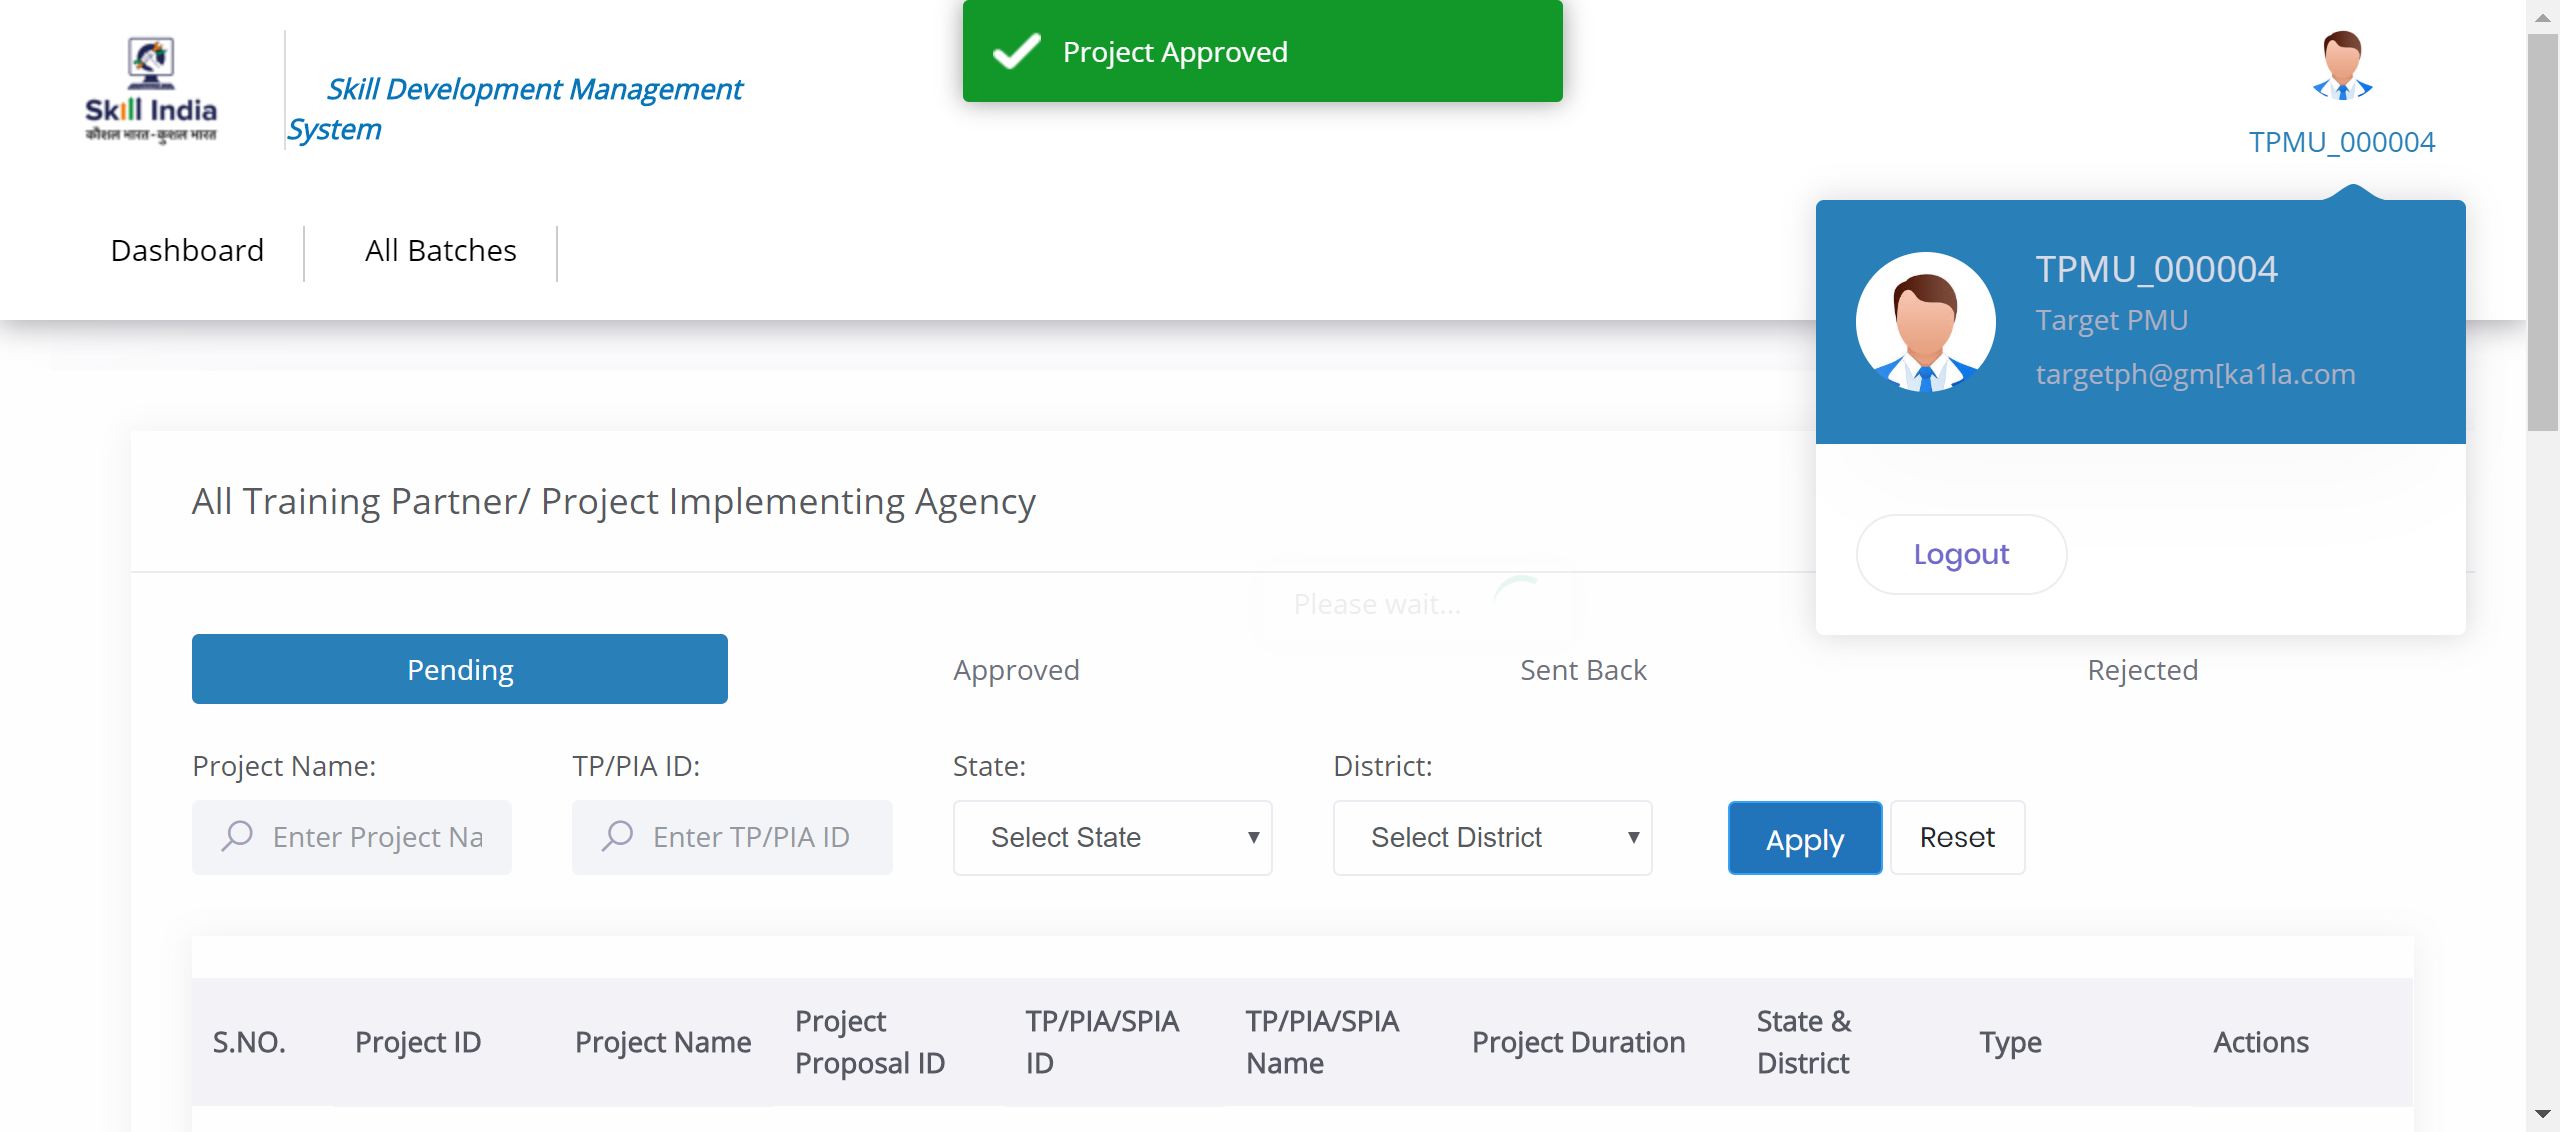 Project Approved
Skill India
कौशल भारत-कुशल भारत
Skill Development Management
System
TPMU_000004
Dashboard
All Batches
TPMU_000004
Target PMU
targetph@gm[ka1la.com
Logout
All Training Partner/ Project Implementing Agency
Please wait...
Pending
Approved
Sent Back
Rejected
Project Name:
TP/PIA ID:
State:
District:
Enter Project Na
Enter TP/PIA ID
Select State
Select District
Apply
Reset
S.NO.
Project ID
Project Name
Project
Proposal ID
TP/PIA/SPIA
ID
TP/PIA/SPIA
Name
Project Duration
State &
District
Type
Actions